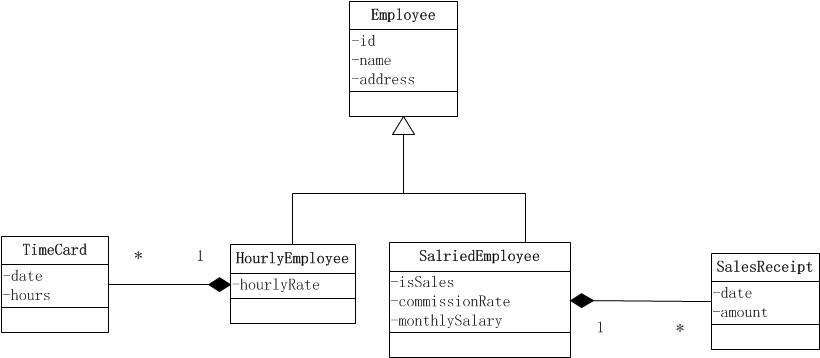 Employee
-id
-name
-address
TimeCard
-date
-hours
*
1
HourlyEmployee
-hourlyRate
SalriedEmployee
-isSales
-commissionRate
-monthlySalary
1
*
SalesReceipt
-date
-amount